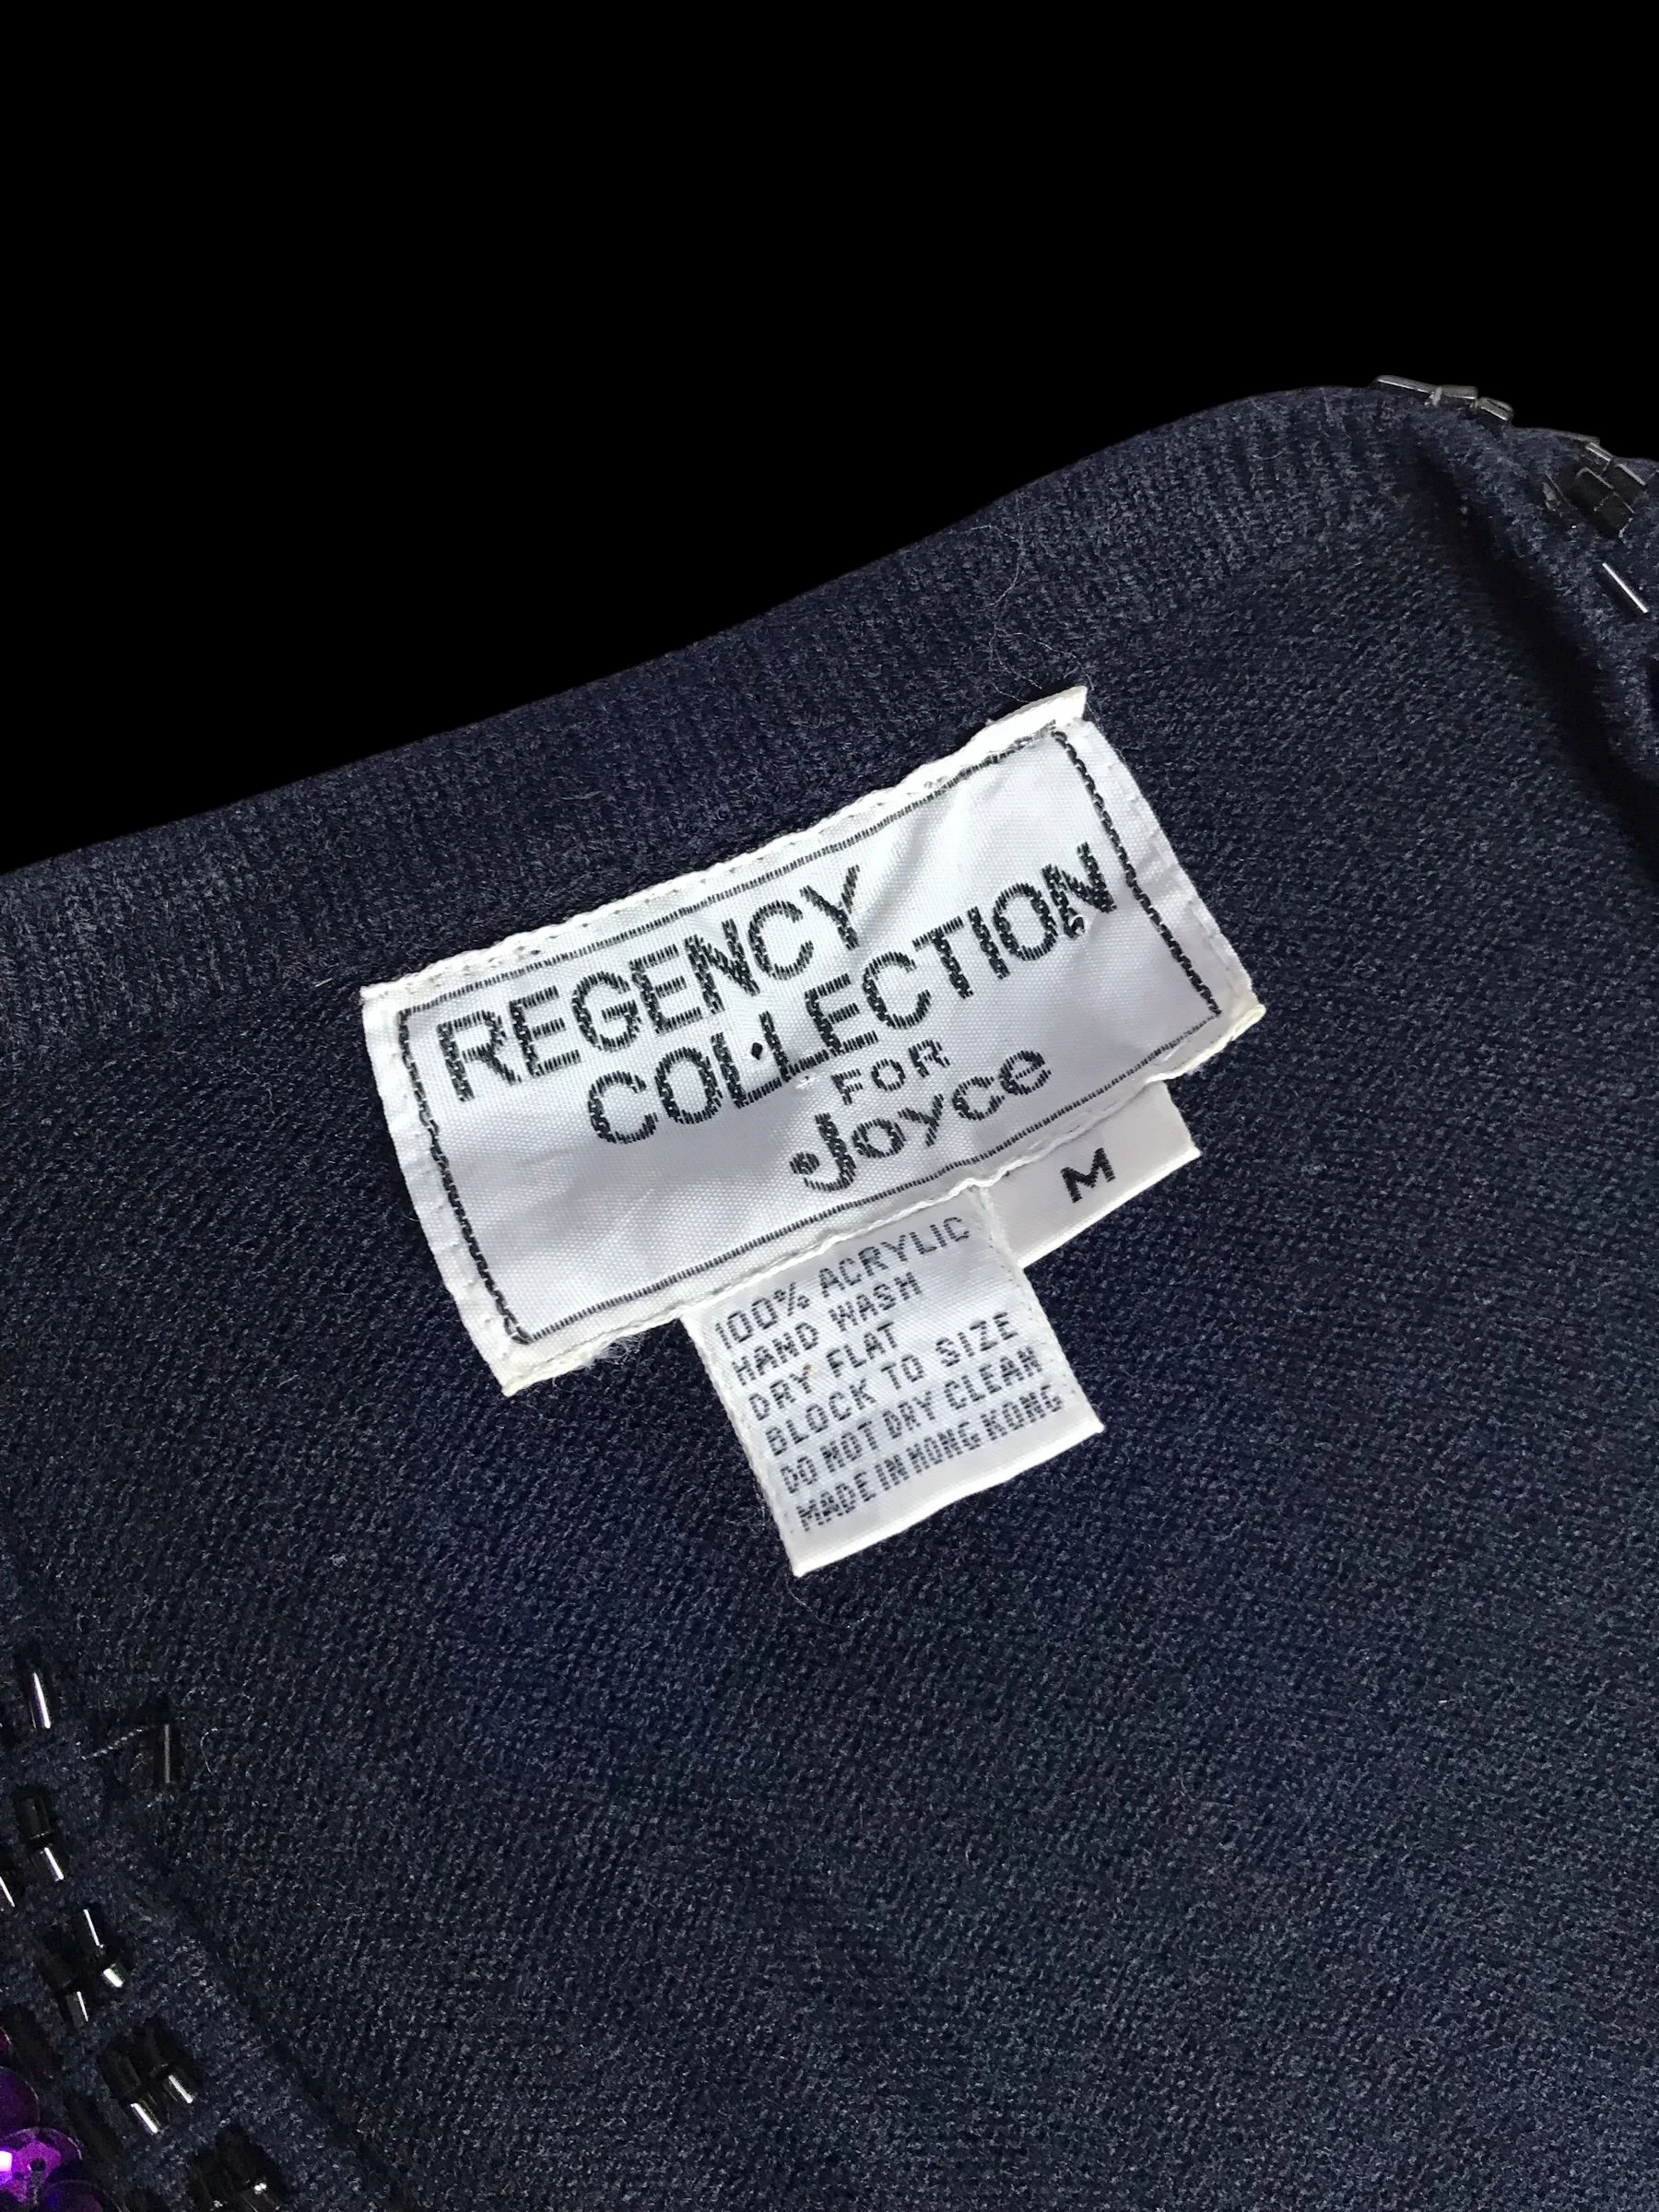 REGENCY
COLLECTION
FOR
Joyce
M
100% ACRYLIC
HAND WASH
DRY FLAT
BLOCK TO SIZE
DO NOT DRY CLEAN
MADE IN HONG KONG